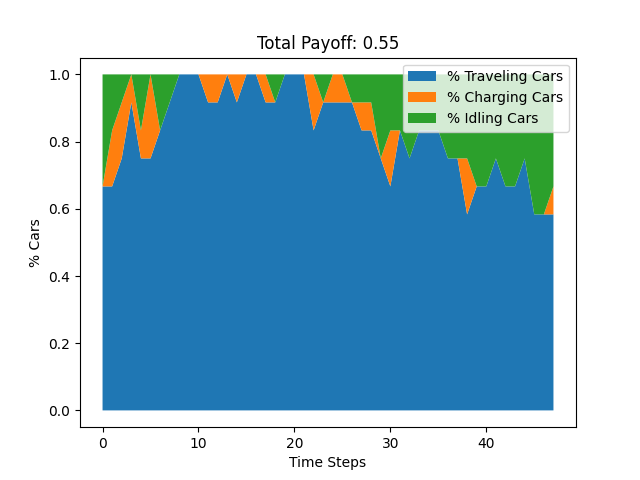 Total Payoff: 0.55
1.0
0.8
0.6
0.4
0.2
0.0
% Cars
% Traveling Cars
% Charging Cars
% Idling Cars
0 10 20 30 40
Time Steps